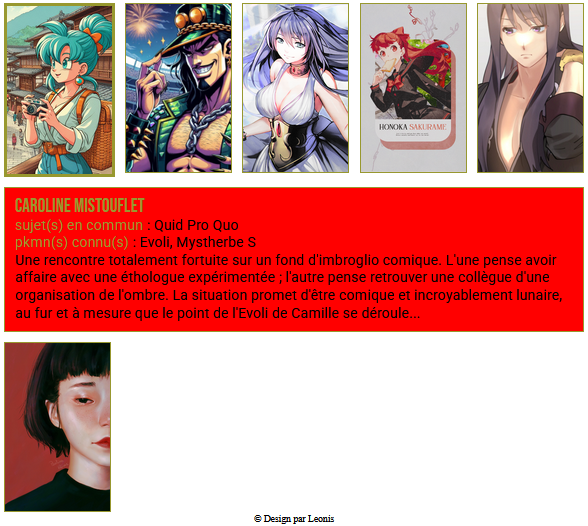 HONOKA SAKURAME
CAROLINE MISTOUFLET
sujet(s) en commun : Quid Pro Quo
pkmn(s) connu(s) : Evoli, Mystherbe S
Une rencontre totalement fortuite sur un fond d'imbroglio comique. L'une pense avoir
affaire avec une éthologue expérimentée ; l'autre pense retrouver une collègue d'une
organisation de l'ombre. La situation promet d'être comique et incroyablement lunaire,
au fur et à mesure que le point de l'Evoli de Camille se déroule...
© Design par Leonis